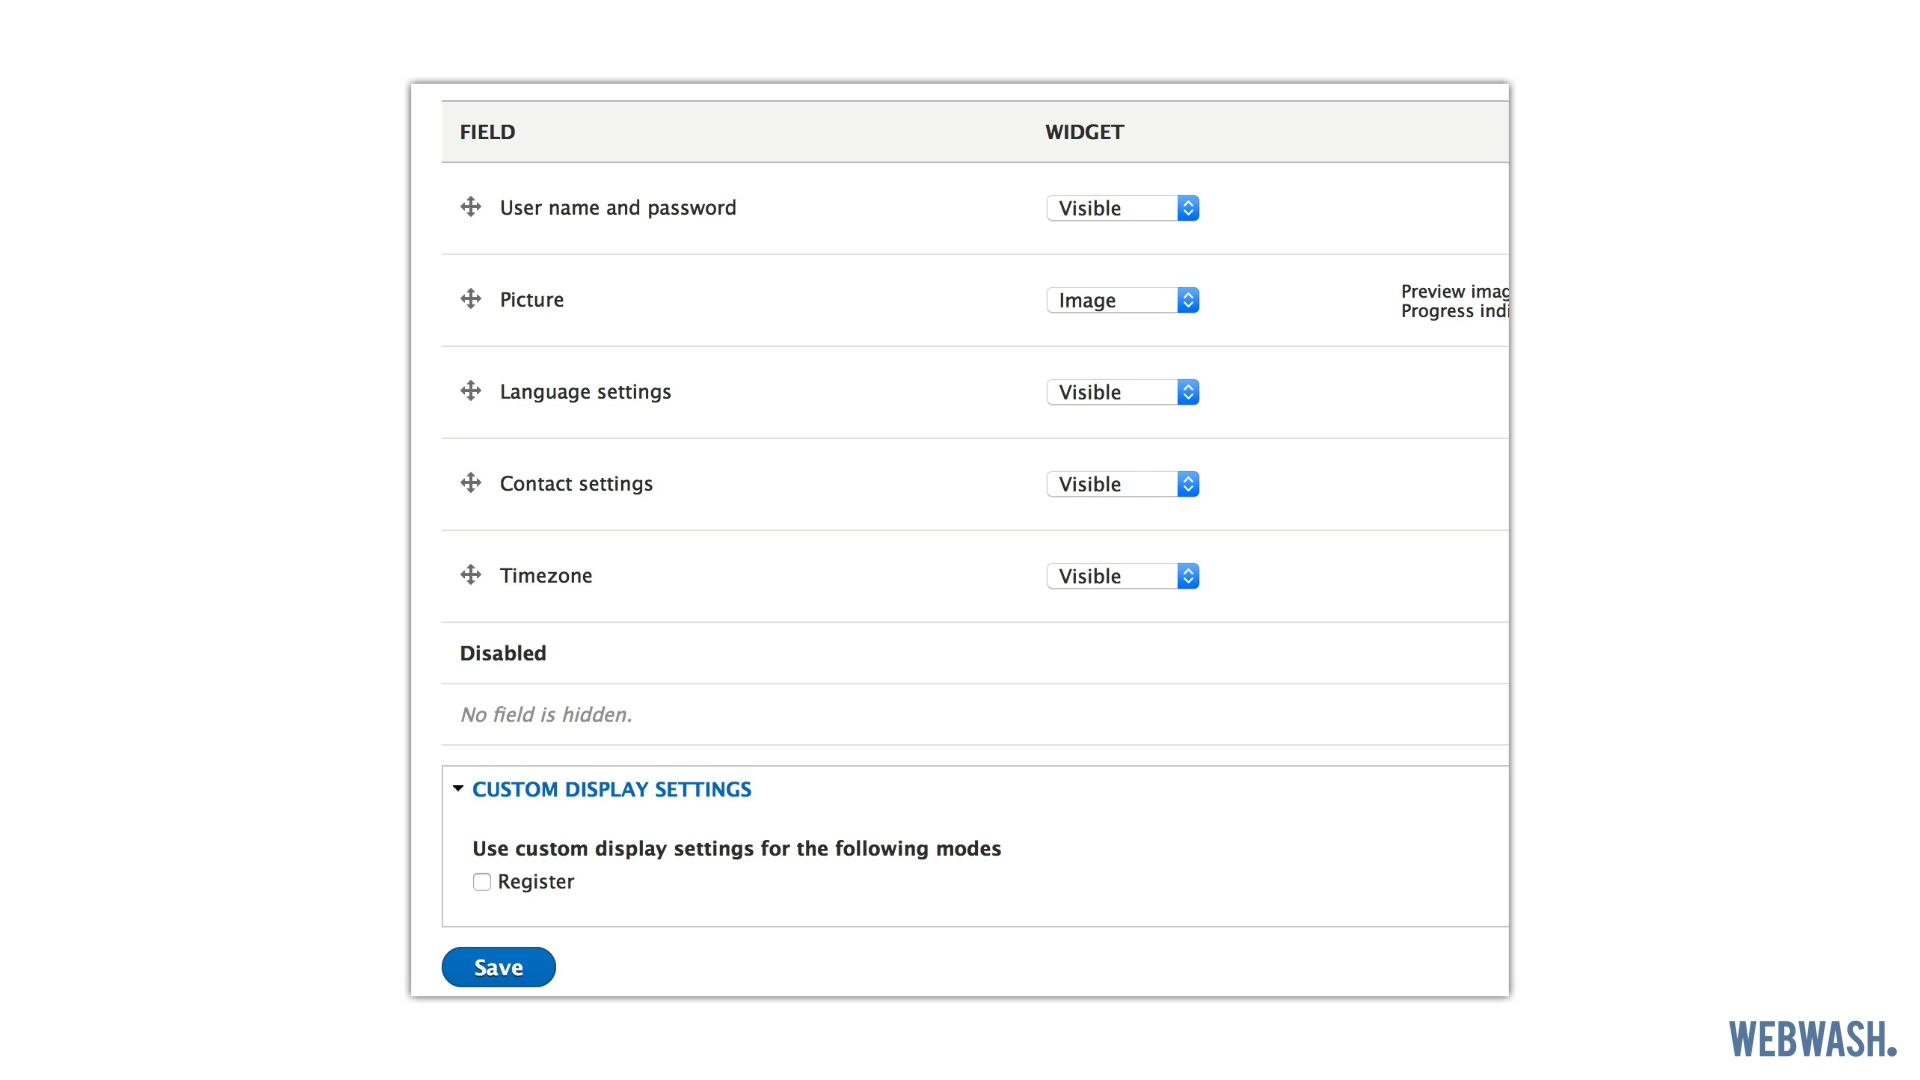 FIELD WIDGET
User name and password Visible
Picture Image Preview imag
Progress indi
Language settings Visible
Contact settings Visible
Timezone Visible
Disabled
No field is hidden.
CUSTOM DISPLAY SETTINGS
Use custom display settings for the following modes
Register
Save
WEBWASH.